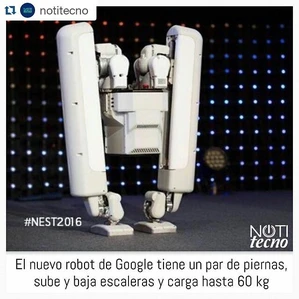 notitecno
#NEST2016
NOTI
tecno
El nuevo robot de Google tiene un par de piernas,
sube y baja escaleras y carga hasta 60 kg